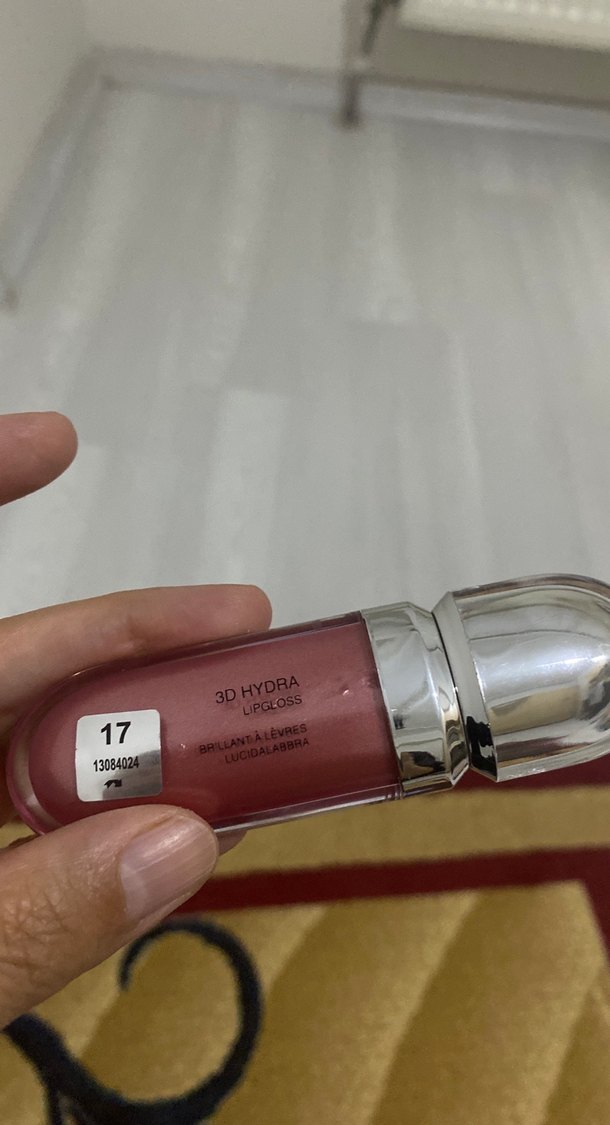 3D HYDRA
LIPGLOSS
BRILLANT À LÈVRES
LUCIDALABBRA
17
13084024